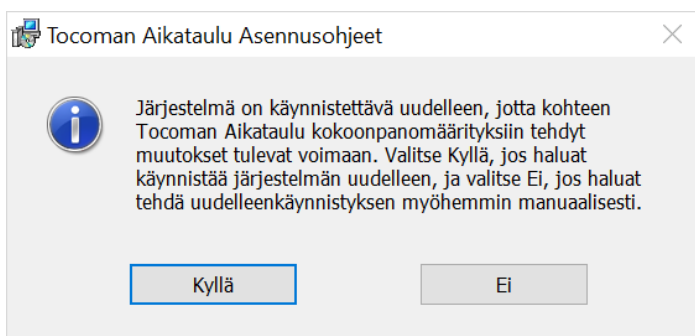 Tocoman Aikataulu Asennusohjeet
Järjestelmä on käynnistettävä uudelleen, jotta kohteen
Tocoman Aikataulu kokoonpanomäärityksiin tehdyt
muutokset tulevat voimaan. Valitse Kyllä, jos haluat
käynnistää järjestelmän uudelleen, ja valitse Ei, jos haluat
tehdä uudelleenkäynnistyksen myöhemmin manuaalisesti.
Kyllä
Ei